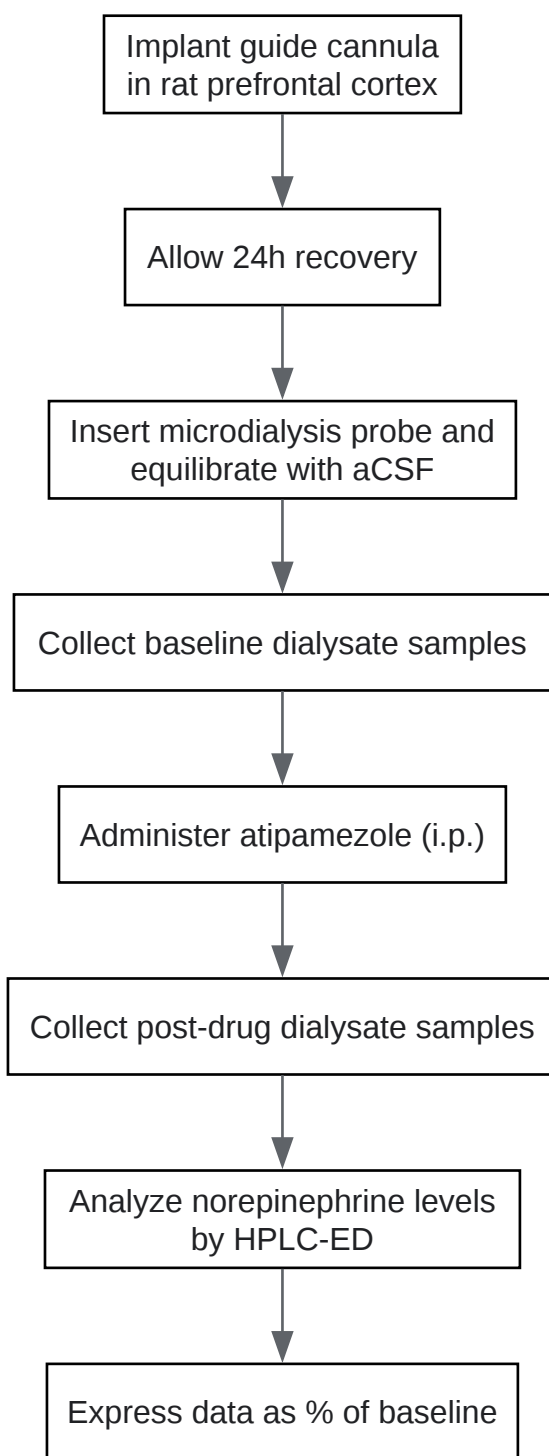 Implant guide cannula
in rat prefrontal cortex
Allow 24h recovery
Insert microdialysis probe and
equilibrate with aCSF
Collect baseline dialysate samples
Administer atipamezole (i.p.)
Collect post-drug dialysate samples
Analyze norepinephrine levels
by HPLC-ED
Express data as % of baseline